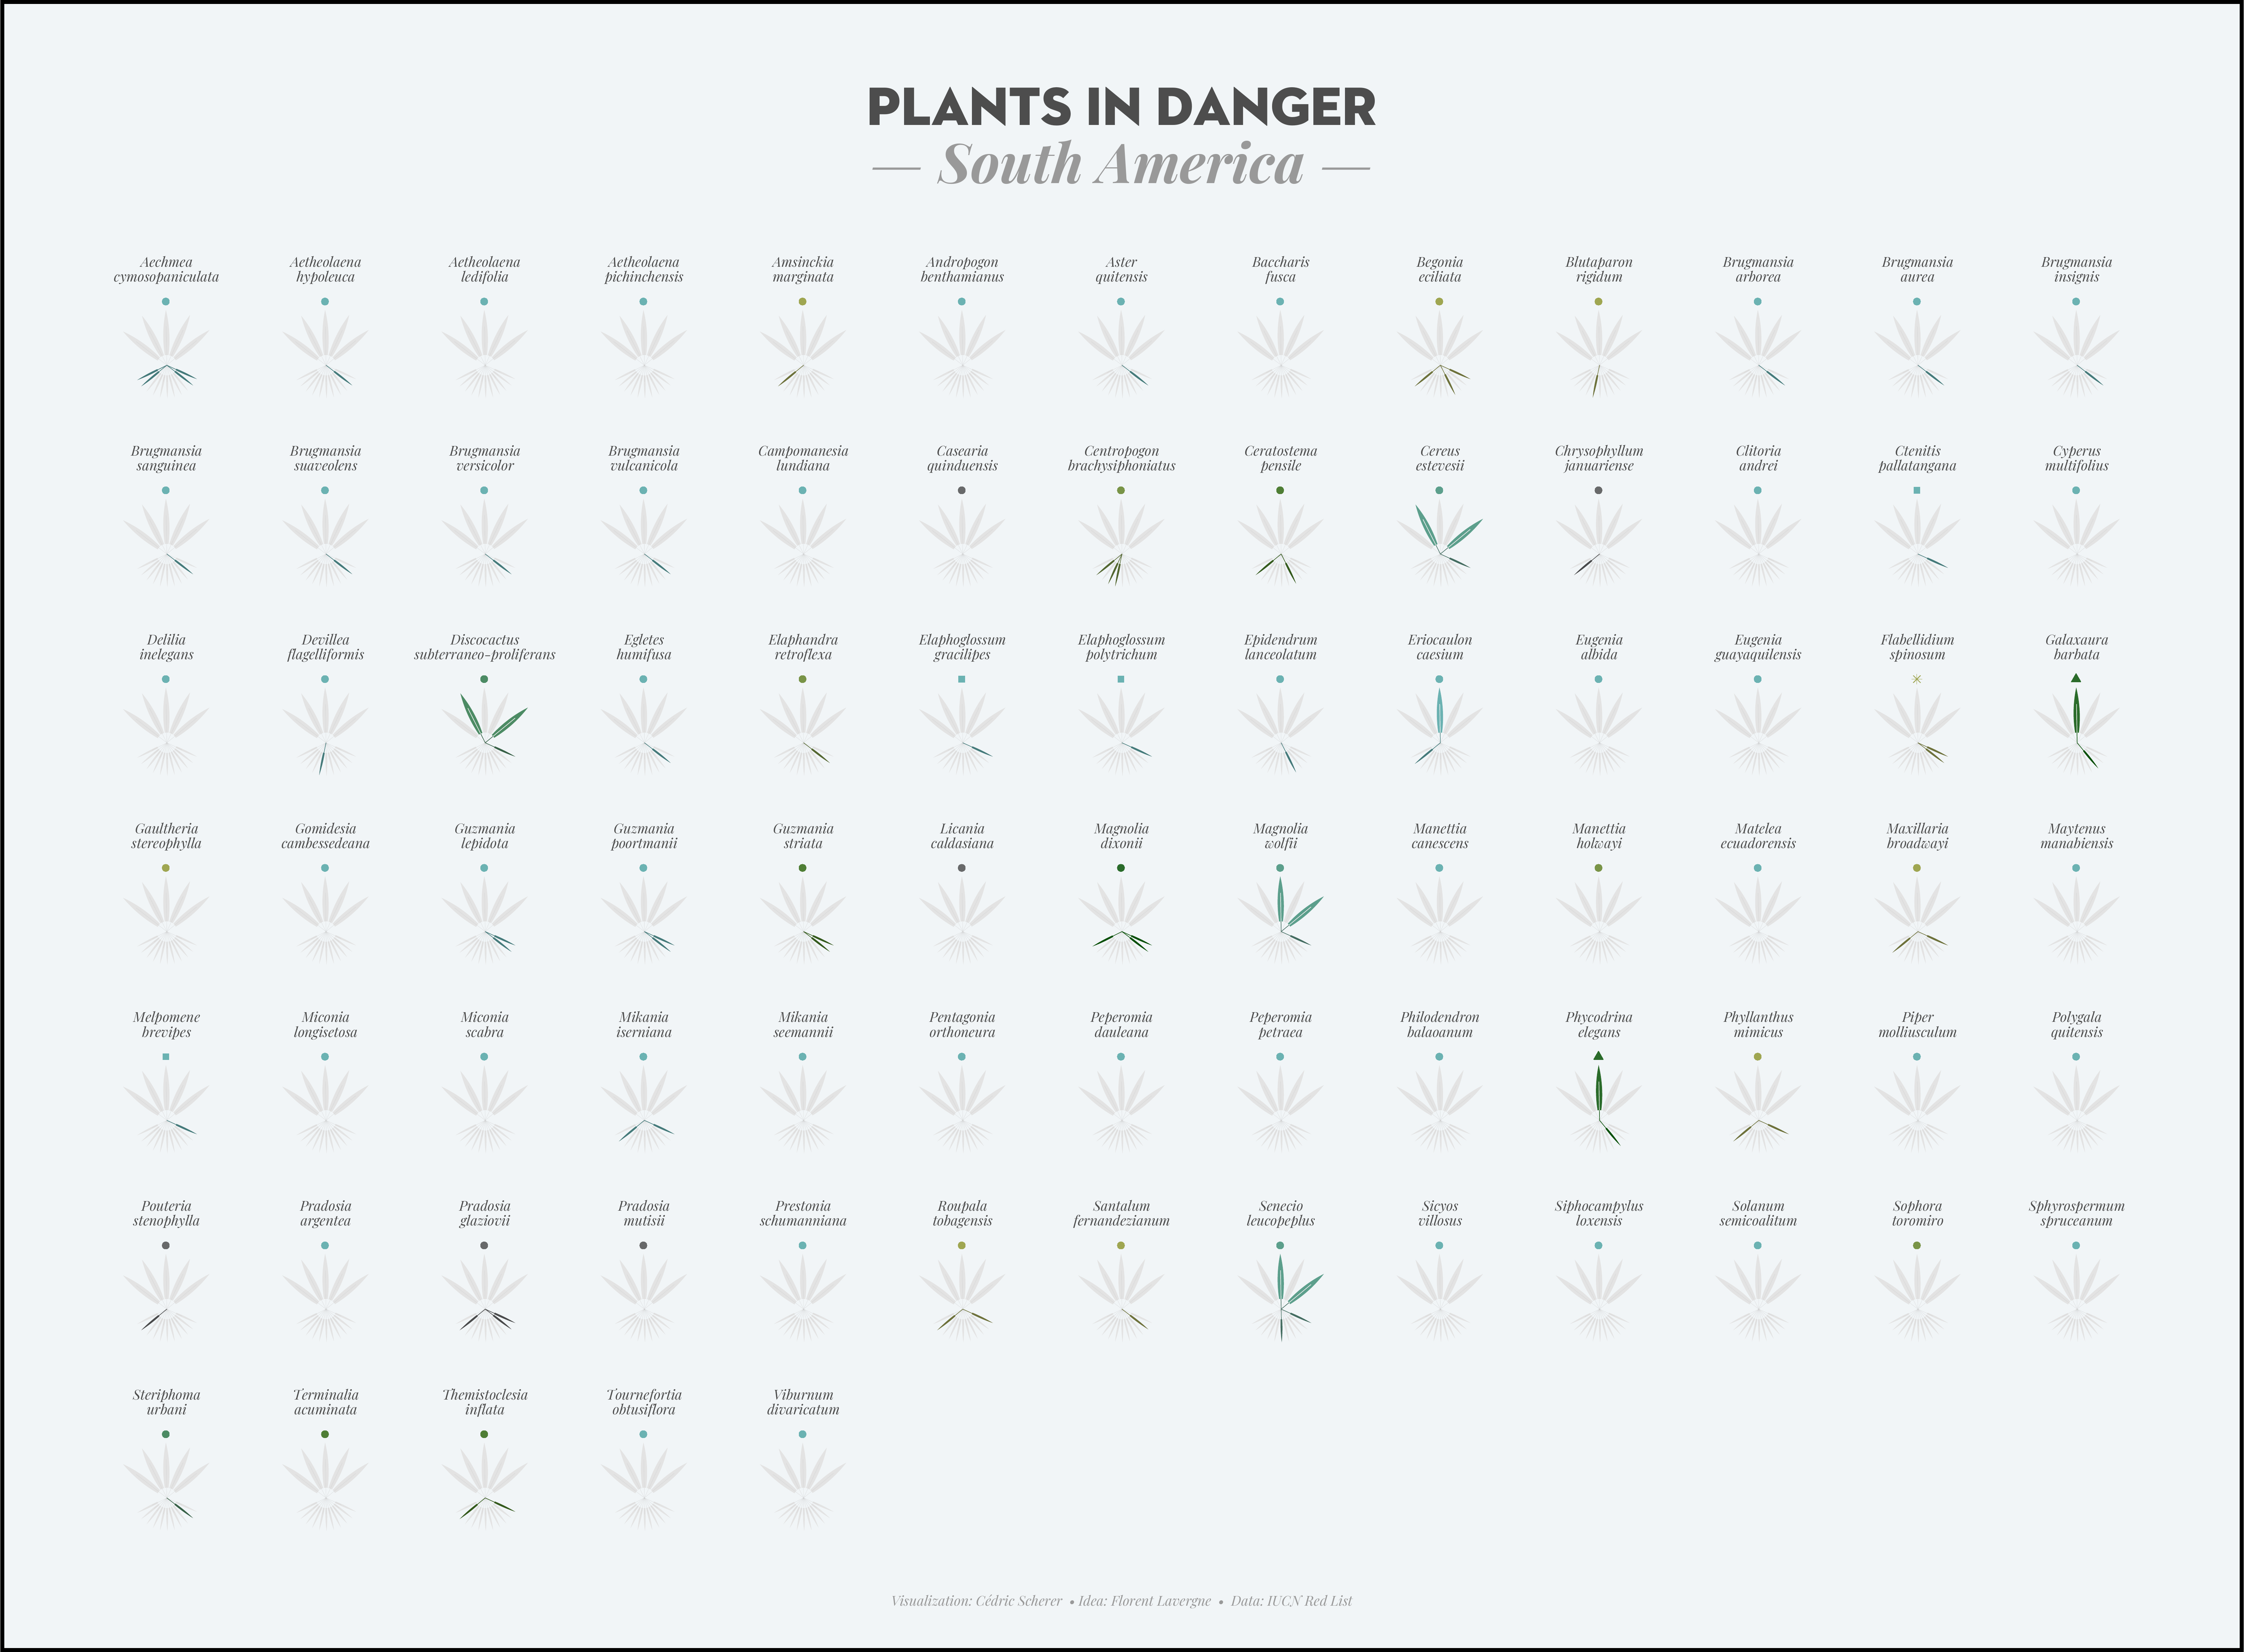 PLANTS IN DANGER
— South America —
Aechmea cymosopaniculata
Aetheolaena hypoleuca
Aetheolaena ledifolia
Aetheolaena pichinchensis
Amsinckia marginata
Andropogon benthamianus
Aster quitensis
Baccharis fusca
Begonia eciliata
Blutaparon rigidum
Brugmansia arborea
Brugmansia aurea
Brugmansia insignis
Brugmansia sanguinea
Brugmansia suaveolens
Brugmansia versicolor
Brugmansia vulcanicola
Campomanesia lundiana
Casearia quinduensis
Centropogon brachysiphoniatus
Ceratostema pensile
Cereus estevesii
Chrysophyllum januariense
Clitoria andrei
Ctenitis pallatangana
Cyperus multifolius
Delilia inelegans
Devillea flagelliformis
Discocactus subterraneo-proliferans
Egletes humifusa
Elaphandra retroflexa
Elaphoglossum gracilipes
Elaphoglossum polytrichum
Epidendrum lanceolatum
Eriocaulon caesium
Eugenia albida
Eugenia guayaquilensis
Flabellidium spinosum
Galaxaura barbata
Gaultheria stereophylla
Gomidesia cambessedeana
Guzmania lepidota
Guzmania poortmanii
Guzmania striata
Licania caldasiana
Magnolia dixonii
Magnolia wolfii
Manettia canescens
Manettia holwayi
Matelea ecuadorensis
Maxillaria broadwayi
Maytenus manabiensis
Melpomene brevipes
Miconia longisetosa
Miconia scabra
Mikania iserniana
Mikania seemannii
Pentagonia orthoneura
Peperomia dauleana
Peperomia petraea
Philodendron balaoanum
Phycodrina elegans
Phyllanthus mimicus
Piper molliusculum
Polygala quitensis
Pouteria stenophylla
Pradosia argentea
Pradosia glaziovii
Pradosia mutisii
Prestonia schumanniana
Roupala tobagensis
Santalum fernandezianum
Senecio leucopeplus
Sicyos villosus
Siphocampylus loxensis
Solanum semicoalitum
Sophora toromiro
Sphyrospermum spruceanum
Steriphoma urbani
Terminalia acuminata
Themistoclesia inflata
Tournefortia obtusiflora
Viburnum divaricatum
Visualization: Cédric Scherer • Idea: Florent Lavergne • Data: IUCN Red List